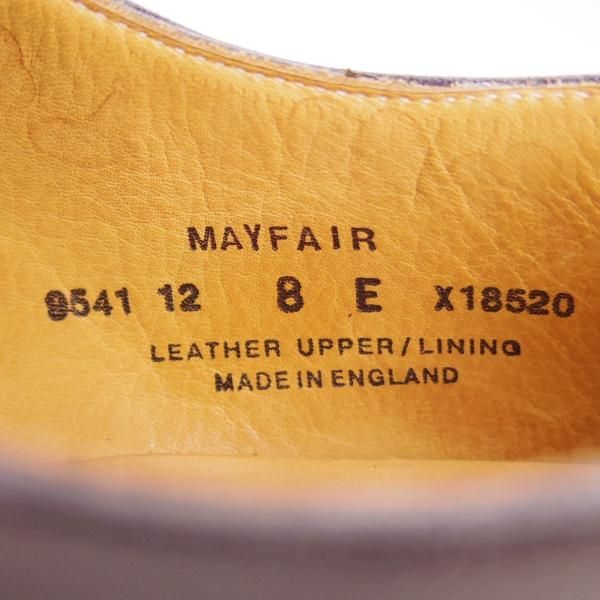 MAYFAIR
9541 12 8 E X18520
LEATHER UPPER/LINING
MADE IN ENGLAND